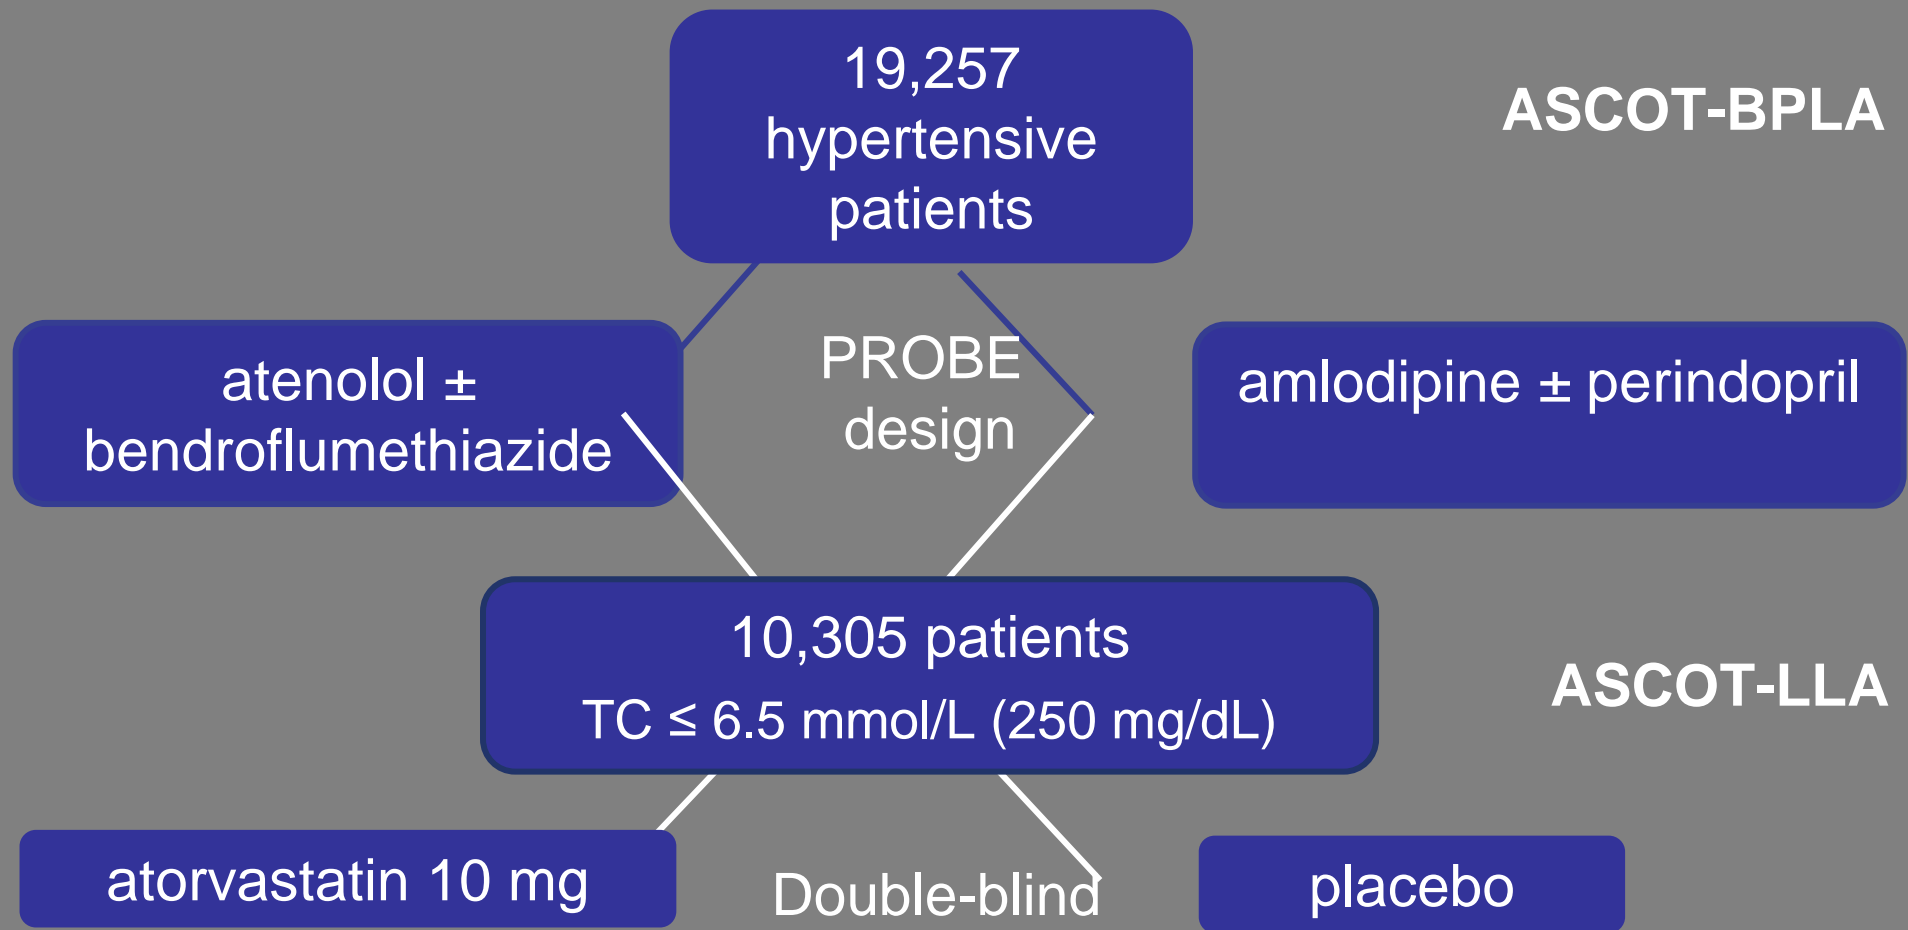 19,257
hypertensive
patients
ASCOT-BPLA
atenolol ±
bendroflumethiazide
PROBE
design
amlodipine ± perindopril
10,305 patients
TC ≤ 6.5 mmol/L (250 mg/dL)
ASCOT-LLA
atorvastatin 10 mg
Double-blind
placebo